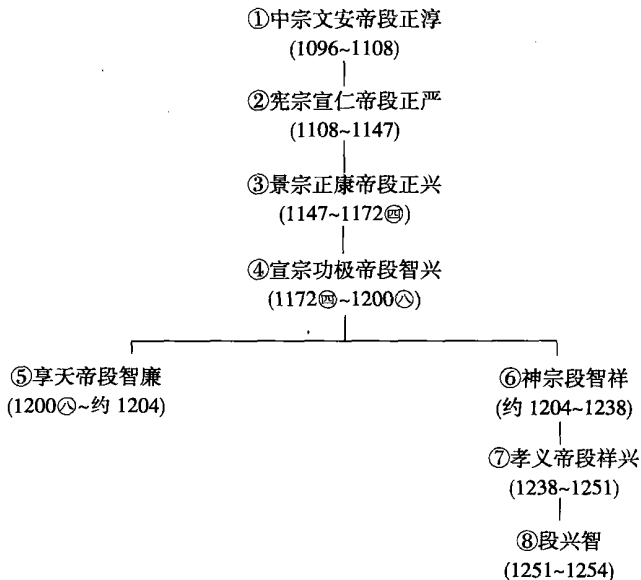 ①中宗文安帝段正淳
(1096~1108)
②宪宗宣仁帝段正严
(1108~1147)
③景宗正康帝段正兴
(1147~1172㊃)
④宣宗功极帝段智兴
(1172㊃~1200㊇)
⑤享天帝段智廉
(1200㊇~约 1204)
⑥神宗段智祥
(约 1204~1238)
⑦孝义帝段祥兴
(1238~1251)
⑧段兴智
(1251~1254)